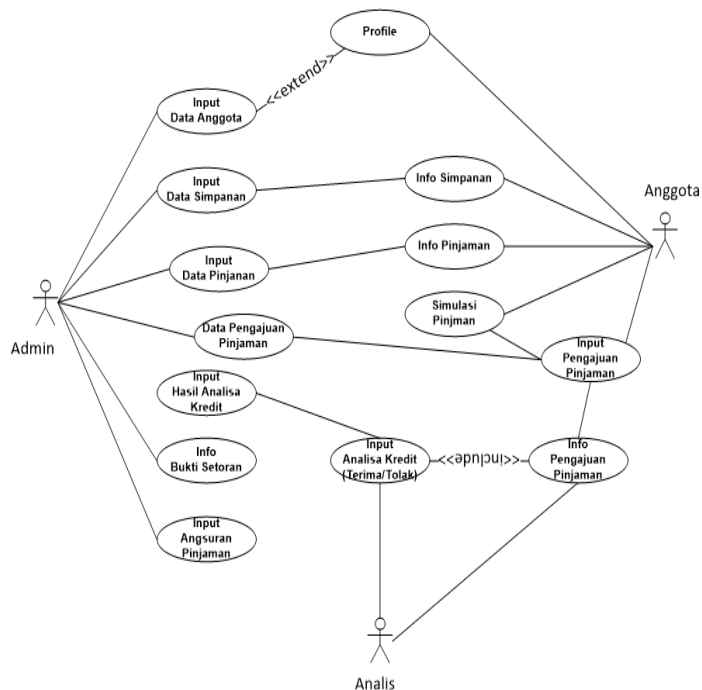 Profile
<<extend>>
Input
Data Anggota
Input
Data Simpanan
Info Simpanan
Anggota
Input
Data Pinjanan
Info Pinjaman
Simulasi
Pinjman
Admin
Data Pengajuan
Pinjaman
Input
Pengajuan
Pinjaman
Input
Hasil Analisa
Kredit
Info
Bukti Setoran
Input
Analisa Kredit
(Terima/Tolak)
<<include>>
Info
Pengajuan
Pinjaman
Input
Angsuran
Pinjaman
Analis